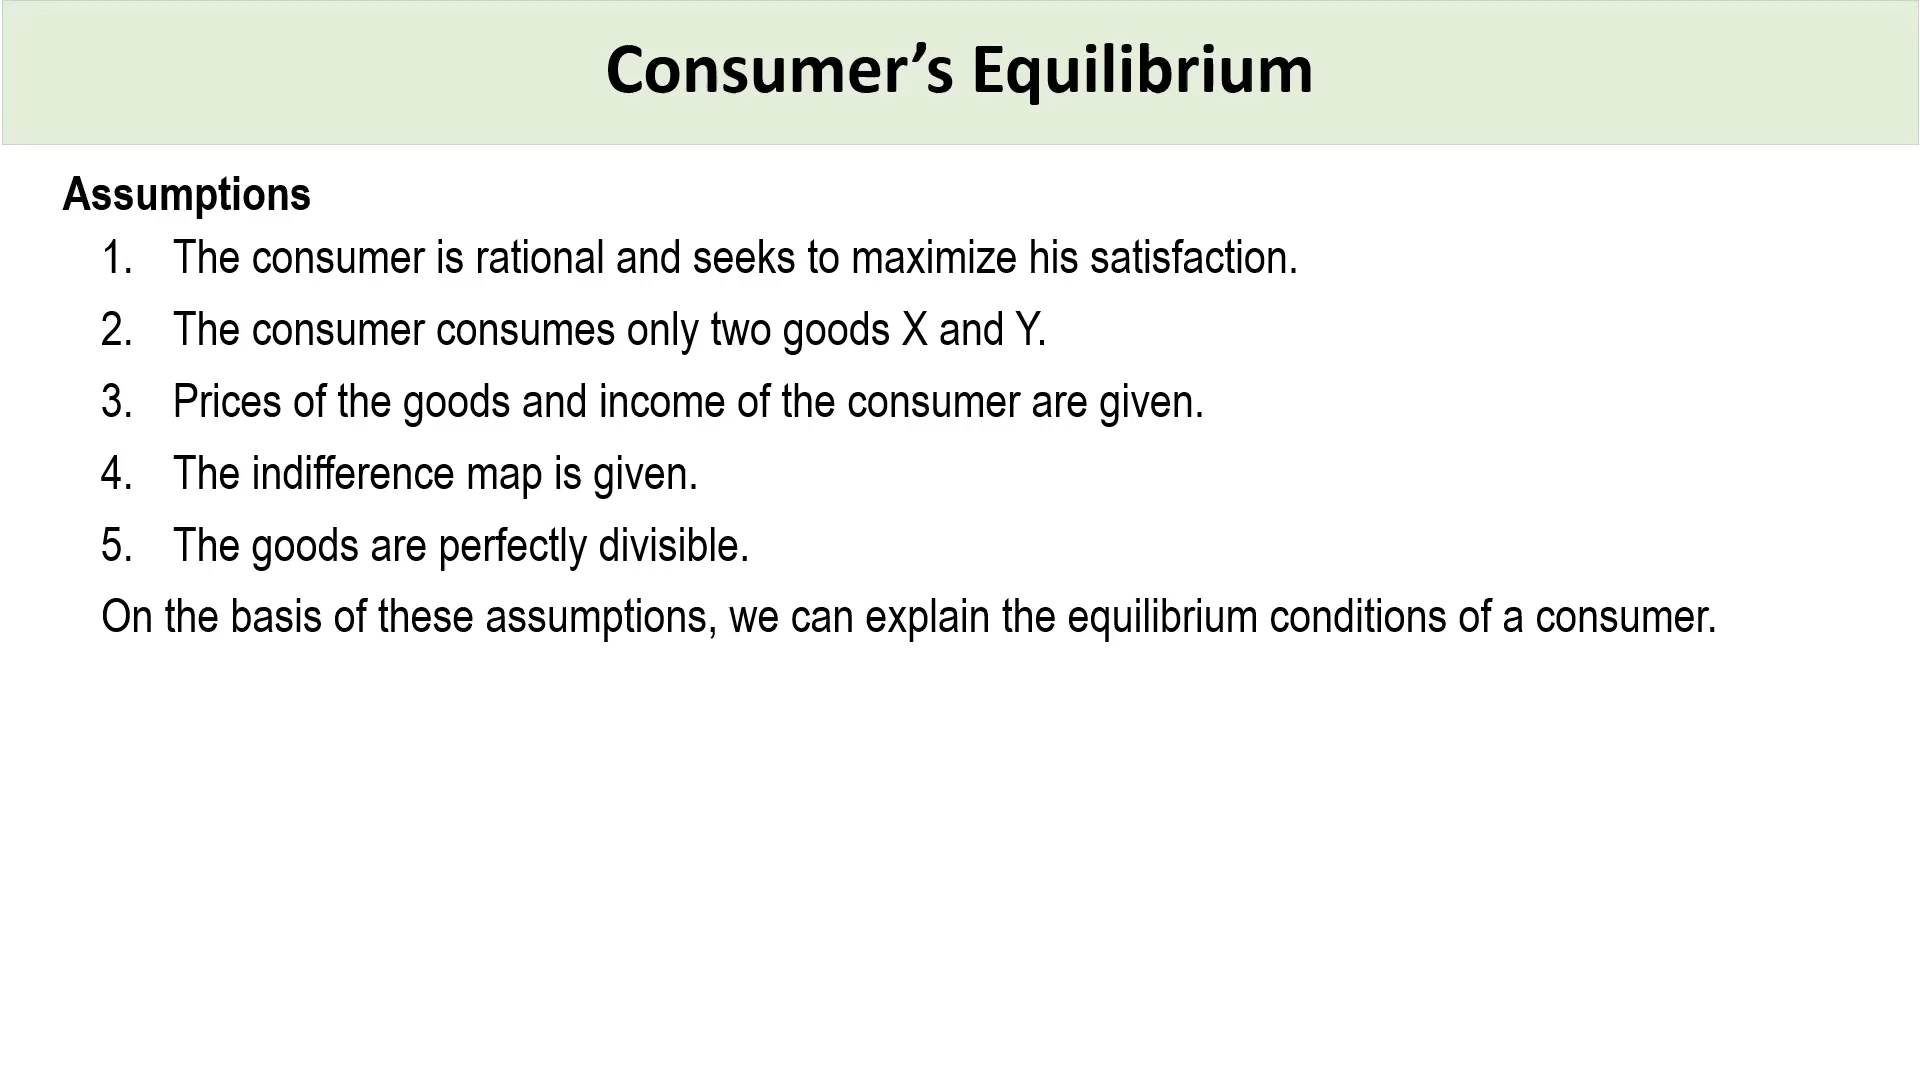 Consumer’s Equilibrium
Assumptions
1. The consumer is rational and seeks to maximize his satisfaction.
2. The consumer consumes only two goods X and Y.
3. Prices of the goods and income of the consumer are given.
4. The indifference map is given.
5. The goods are perfectly divisible.
On the basis of these assumptions, we can explain the equilibrium conditions of a consumer.